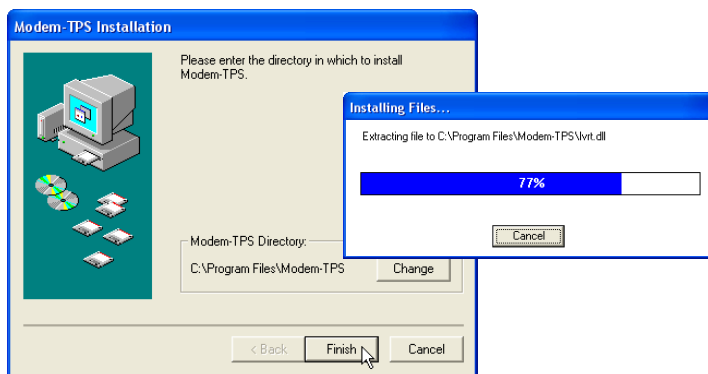 Modem-TPS Installation
Please enter the directory in which to install
Modem-TPS.
Modem-TPS Directory:
C:\Program Files\Modem-TPS
Change
< Back
Finish
Cancel
Installing Files...
Extracting file to C:\Program Files\Modem-TPS\lvrt.dll
77%
Cancel